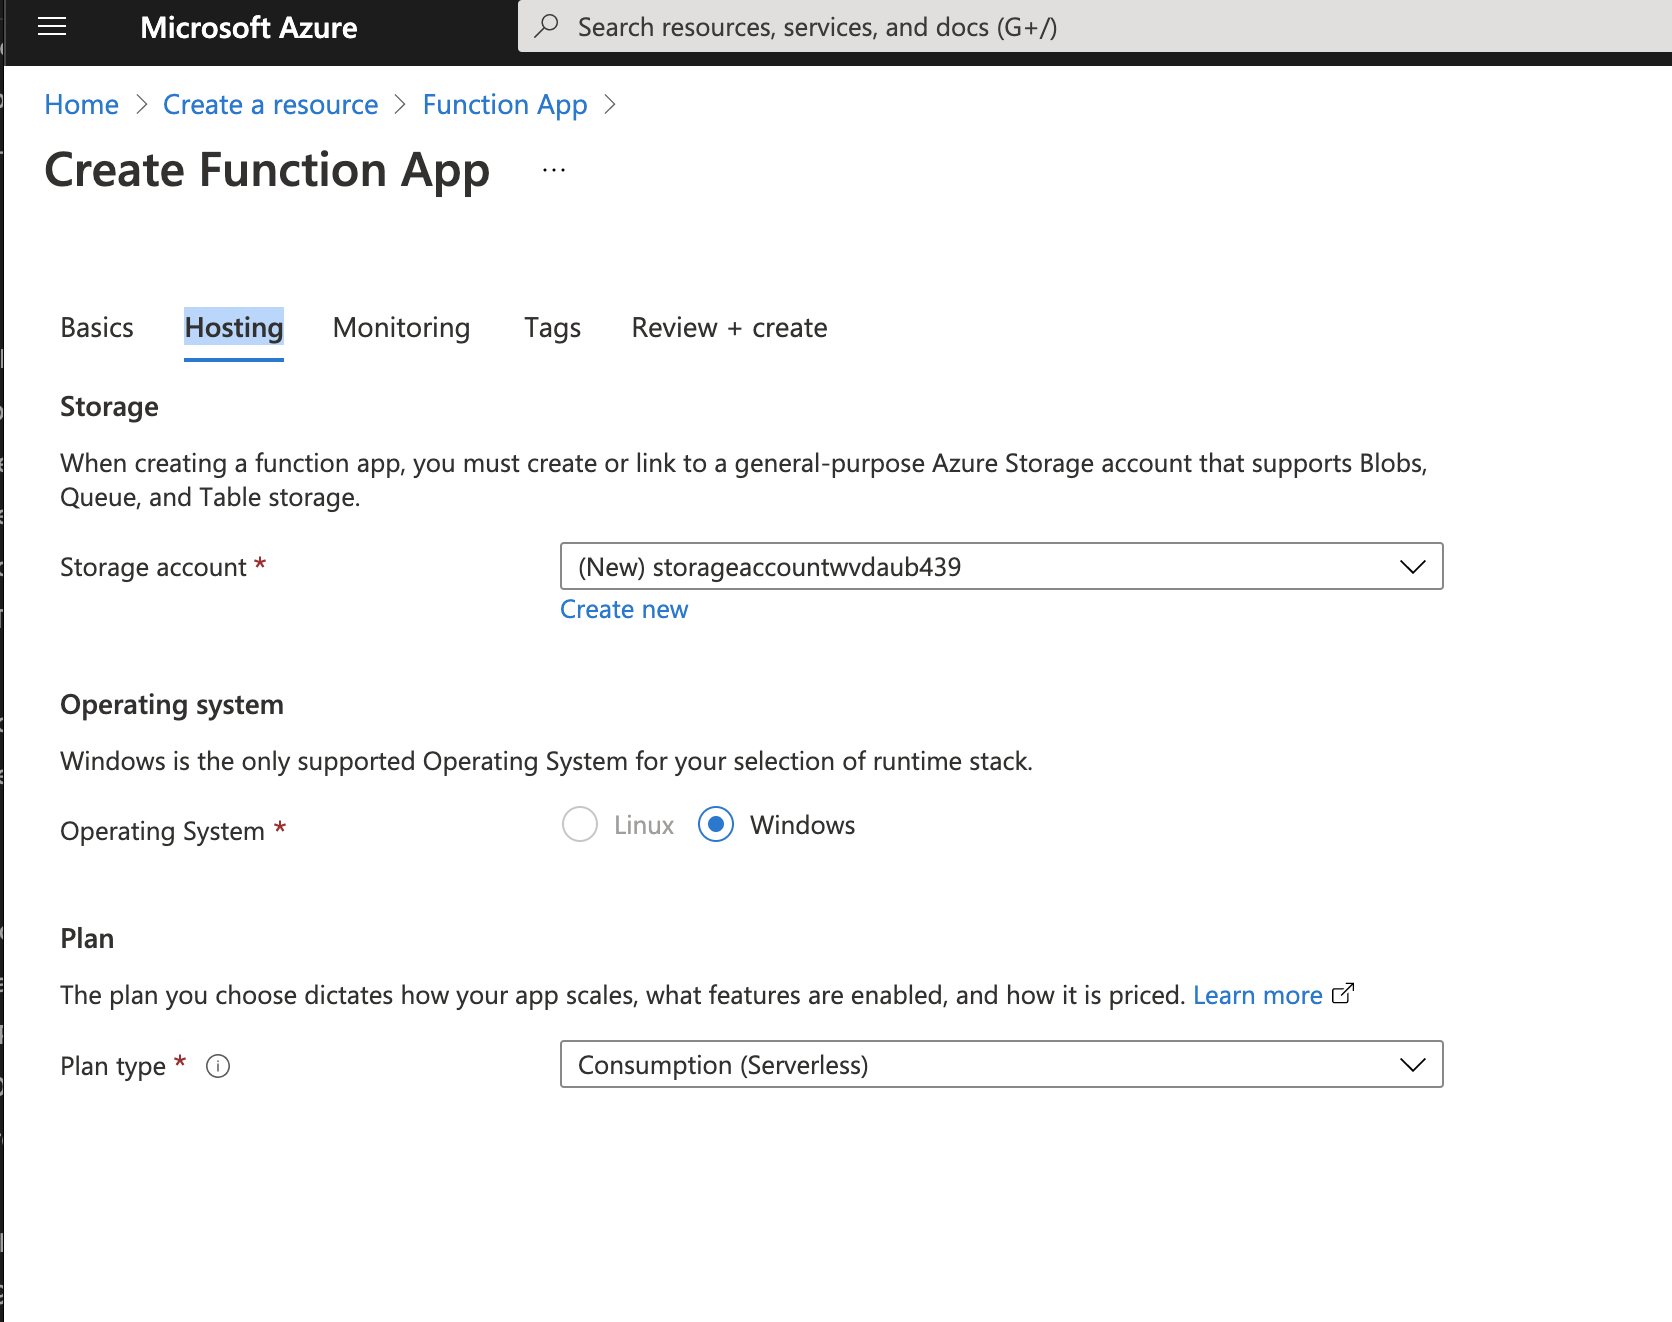 Microsoft Azure
Search resources, services, and docs (G+/)
Home > Create a resource > Function App >
Create Function App ...
Basics Hosting Monitoring Tags Review + create
Storage
When creating a function app, you must create or link to a general-purpose Azure Storage account that supports Blobs,
Queue, and Table storage.
Storage account *
(New) storageaccountwvdaub439
Create new
Operating system
Windows is the only supported Operating System for your selection of runtime stack.
Operating System *
Linux Windows
Plan
The plan you choose dictates how your app scales, what features are enabled, and how it is priced. Learn more
Plan type *
Consumption (Serverless)